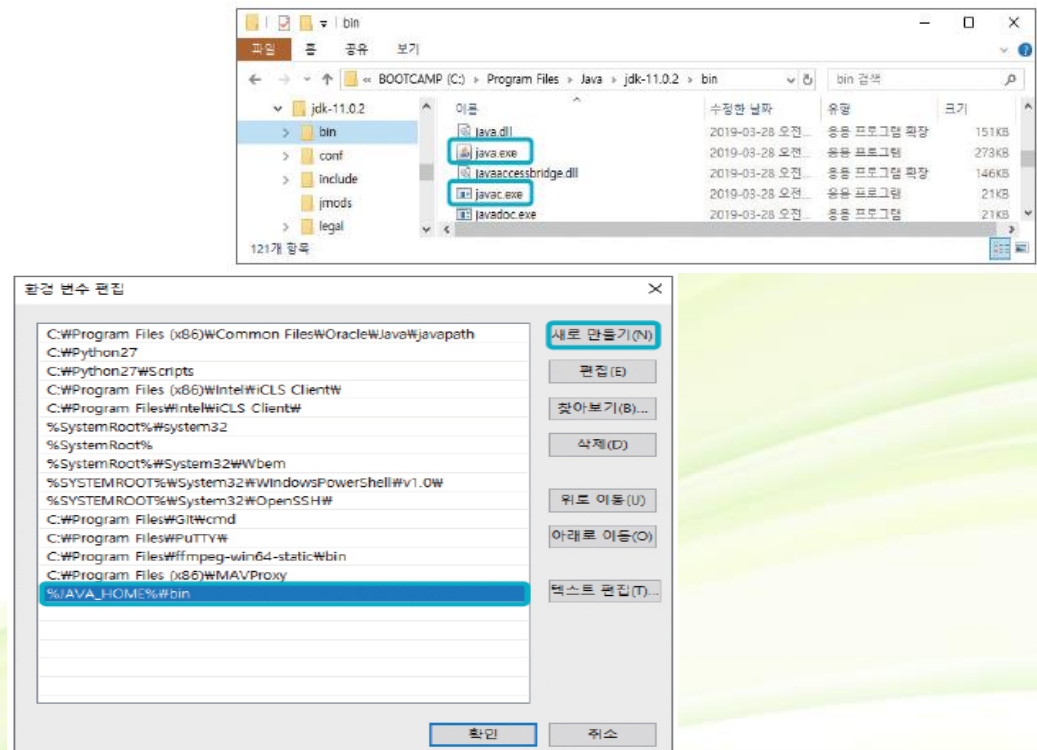 bin
파일 홈 공유 보기
« BOOTCAMP (C:) > Program Files > Java > jdk-11.0.2 > bin
bin 검색
jdk-11.0.2
bin
conf
include
jmods
legal
이름 수정한 날짜 유형 크기
java.dll 2019-03-28 오전... 응용 프로그램 확장 151KB
java.exe 2019-03-28 오전... 응용 프로그램 273KB
javaaccessbridge.dll 2019-03-28 오전... 응용 프로그램 확장 146KB
javac.exe 2019-03-28 오전... 응용 프로그램 21KB
javadoc.exe 2019-03-28 오전... 응용 프로그램 21KB
121개 항목
환경 변수 편집
C:₩Program Files (x86)₩Common Files₩Oracle₩Java₩javapath
C:₩Python27
C:₩Python27₩Scripts
C:₩Program Files (x86)₩Intel₩iCLS Client₩
C:₩Program Files₩Intel₩iCLS Client₩
%SystemRoot%₩system32
%SystemRoot%
%SystemRoot%₩System32₩Wbem
%SYSTEMROOT%₩System32₩WindowsPowerShell₩v1.0₩
%SYSTEMROOT%₩System32₩OpenSSH₩
C:₩Program Files₩Git₩cmd
C:₩Program Files₩PuTTY₩
C:₩Program Files₩ffmpeg-win64-static₩bin
C:₩Program Files (x86)₩MAVProxy
%JAVA_HOME%₩bin
새로 만들기(N)
편집(E)
찾아보기(B)...
삭제(D)
위로 이동(U)
아래로 이동(O)
텍스트 편집(T)...
확인
취소